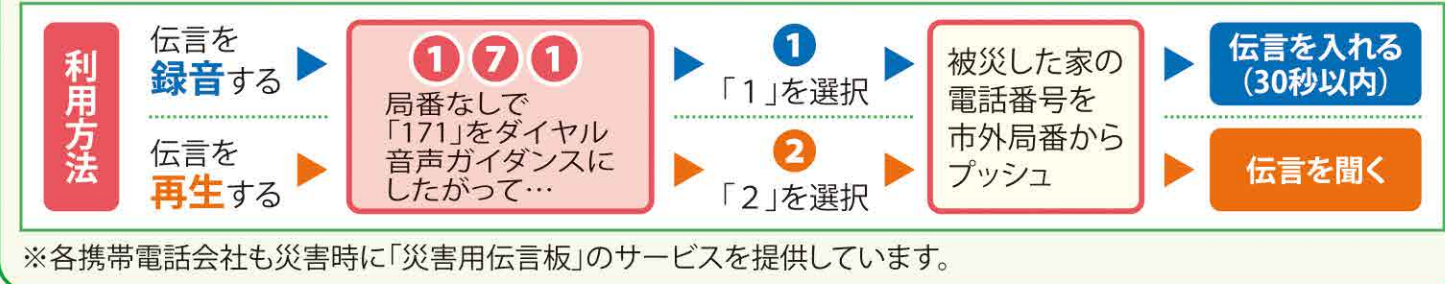 利用方法
伝言を
録音する
伝言を
再生する
171
局番なしで
「171」をダイヤル
音声ガイダンスに
したがって…
1
「1」を選択
2
「2」を選択
被災した家の
電話番号を
市外局番から
プッシュ
伝言を入れる
(30秒以内)
伝言を聞く
※各携帯電話会社も災害時に「災害用伝言板」のサービスを提供しています。